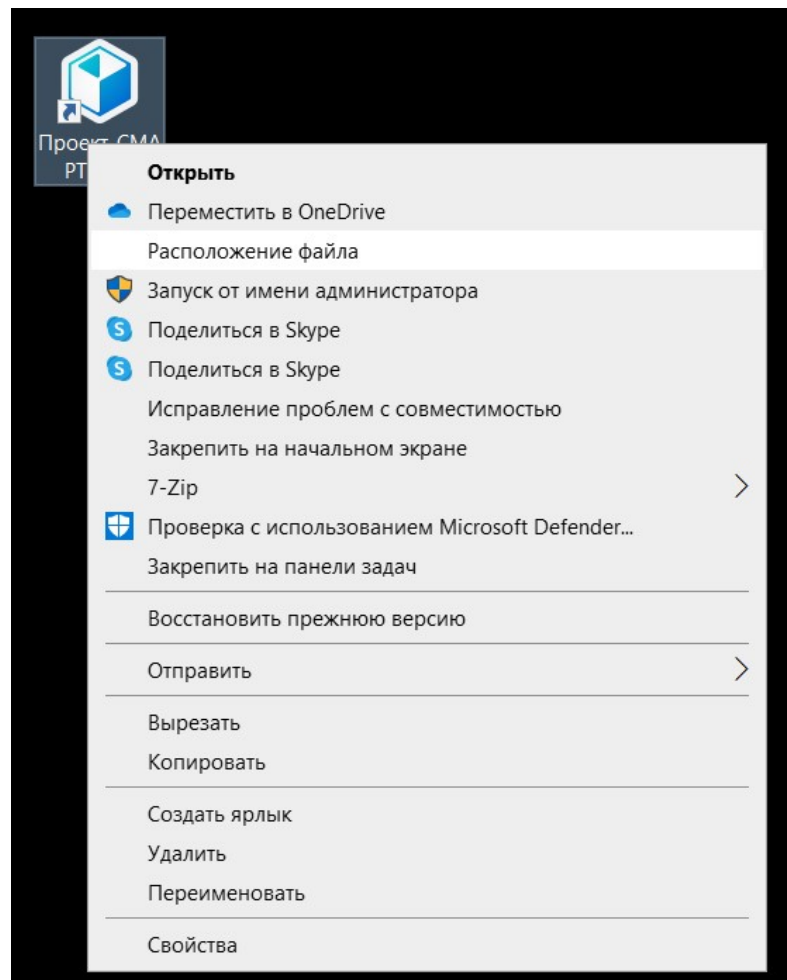 Проект СМА
РТ
Открыть
Переместить в OneDrive
Расположение файла
Запуск от имени администратора
Поделиться в Skype
Поделиться в Skype
Исправление проблем с совместимостью
Закрепить на начальном экране
7-Zip
Проверка с использованием Microsoft Defender...
Закрепить на панели задач
Восстановить прежнюю версию
Отправить
Вырезать
Копировать
Создать ярлык
Удалить
Переименовать
Свойства